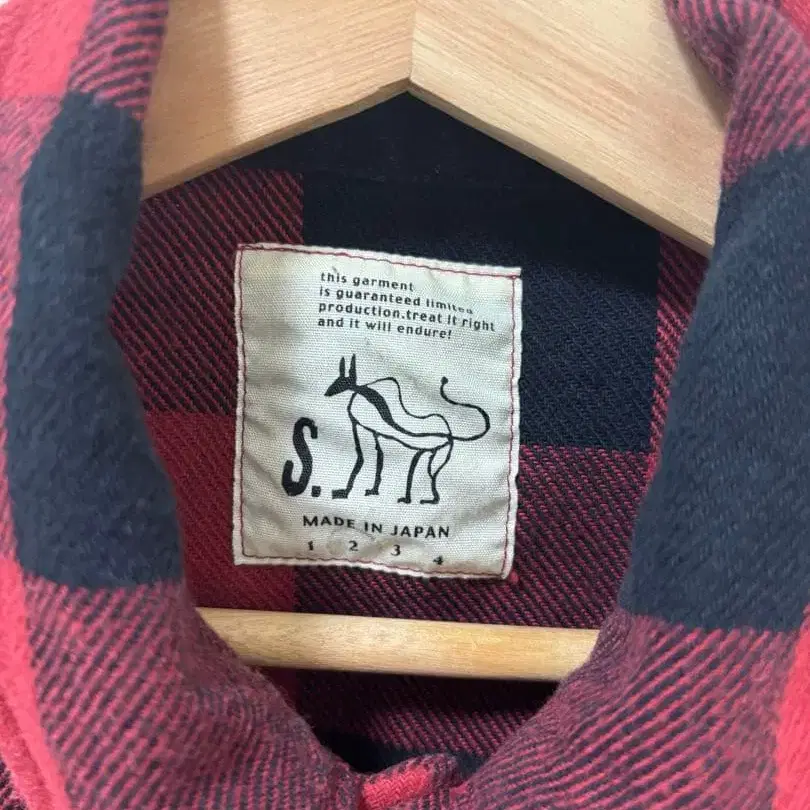 this garment
is guaranteed limited
production.treat it right
and it will endure!
S.
MADE IN JAPAN
1 2 3 4